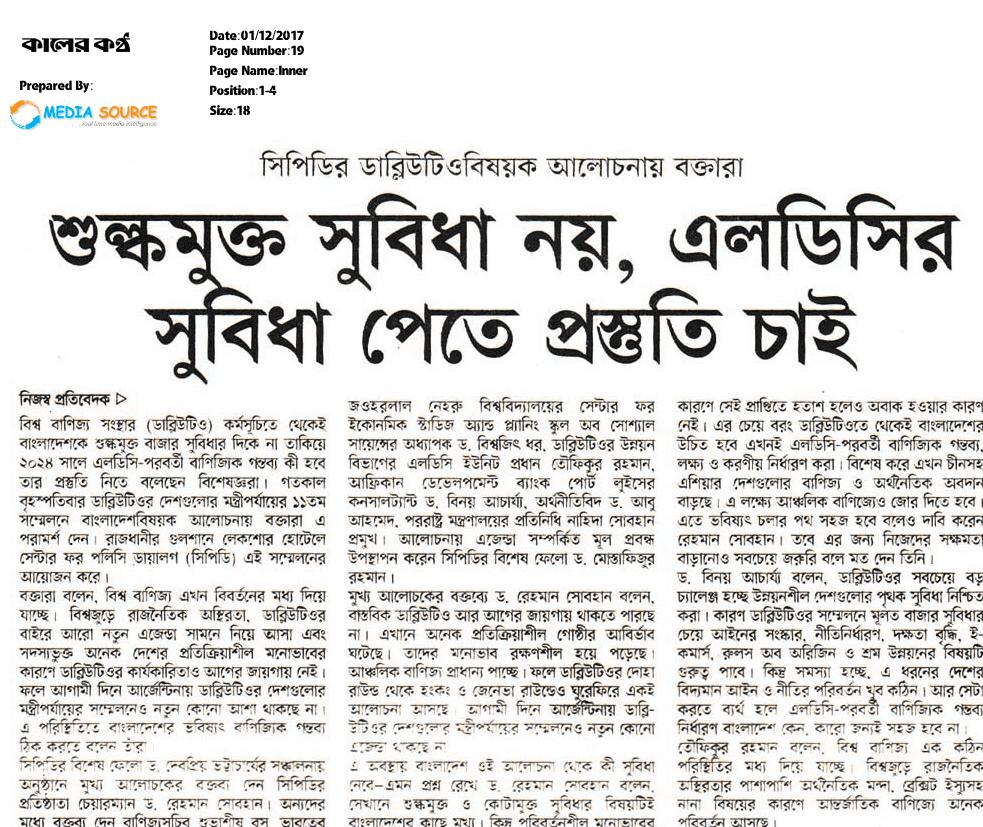 কালের কণ্ঠ
Prepared By:
MEDIA SOURCE
real time media intelligence
Date:01/12/2017
Page Number:19
Page Name:Inner
Position:1-4
Size:18
সিপিডির ডাব্লিউটিওবিষয়ক আলোচনায় বক্তারা
শুল্কমুক্ত সুবিধা নয়, এলডিসির
সুবিধা পেতে প্রস্তুতি চাই
নিজস্ব প্রতিবেদক ▷
বিশ্ব বাণিজ্য সংস্থার (ডাব্লিউটিও) কর্মসূচিতে থেকেই
বাংলাদেশকে শুল্কমুক্ত বাজার সুবিধার দিকে না তাকিয়ে
২০২৪ সালে এলডিসি-পরবর্তী বাণিজ্যিক গন্তব্য কী হবে
তার প্রস্তুতি নিতে বলেছেন বিশেষজ্ঞরা। গতকাল
বৃহস্পতিবার ডাব্লিউটিওর দেশগুলোর মন্ত্রীপর্যায়ের ১১তম
সম্মেলনে বাংলাদেশবিষয়ক আলোচনায় বক্তারা এ
পরামর্শ দেন। রাজধানীর গুলশানে লেকশোর হোটেলে
সেন্টার ফর পলিসি ডায়ালগ (সিপিডি) এই সম্মেলনের
আয়োজন করে।
বক্তারা বলেন, বিশ্ব বাণিজ্য এখন বিবর্তনের মধ্য দিয়ে
যাচ্ছে। বিশ্বজুড়ে রাজনৈতিক অস্থিরতা, ডাব্লিউটিওর
বাইরে আরো নতুন এজেন্ডা সামনে নিয়ে আসা এবং
সদস্যভুক্ত অনেক দেশের প্রতিক্রিয়াশীল মনোভাবের
কারণে ডাব্লিউটিওর কার্যকারিতাও আগের জায়গায় নেই।
ফলে আগামী দিনে আর্জেন্টিনায় ডাব্লিউটিওর দেশগুলোর
মন্ত্রীপর্যায়ের সম্মেলনেও নতুন কোনো আশা থাকছে না।
এ পরিস্থিতিতে বাংলাদেশের ভবিষ্যৎ বাণিজ্যিক গন্তব্য
ঠিক করতে বলেন তাঁরা।
সিপিডির বিশেষ ফেলো ড. দেবপ্রিয় ভট্টাচার্যের সঞ্চালনায়
অনুষ্ঠানে মুখ্য আলোচকের বক্তব্য দেন সিপিডির
প্রতিষ্ঠাতা চেয়ারম্যান ড. রেহমান সোবহান। অন্যদের
মধ্যে বক্তব্য দেন বাণিজ্যসচিব শুভাশীষ বসু, ভারতের
জওহরলাল নেহরু বিশ্ববিদ্যালয়ের সেন্টার ফর
ইকোনমিক স্টাডিজ অ্যান্ড প্ল্যানিং স্কুল অব সোশ্যাল
সায়েন্সের অধ্যাপক ড. বিশ্বজিৎ ধর, ডাব্লিউটিওর উন্নয়ন
বিভাগের এলডিসি ইউনিট প্রধান তৌফিকুর রহমান,
আফ্রিকান ডেভেলপমেন্ট ব্যাংক পোর্ট লুইসের
কনসালট্যান্ট ড. বিনয় আচার্য্য, অর্থনীতিবিদ ড. আবু
আহমেদ, পররাষ্ট্র মন্ত্রণালয়ের প্রতিনিধি নাহিদা সোবহান
প্রমুখ। আলোচনায় এজেন্ডা সম্পর্কিত মূল প্রবন্ধ
উপস্থাপন করেন সিপিডির বিশেষ ফেলো ড. মোস্তাফিজুর
রহমান।
মুখ্য আলোচকের বক্তব্যে ড. রেহমান সোবহান বলেন,
বাস্তবিক ডাব্লিউটিও আর আগের জায়গায় থাকতে পারছে
না। এখানে অনেক প্রতিক্রিয়াশীল গোষ্ঠীর আবির্ভাব
ঘটেছে। তাদের মনোভাব রক্ষণশীল হয়ে পড়েছে।
আঞ্চলিক বাণিজ্য প্রাধান্য পাচ্ছে। ফলে ডাব্লিউটিওর দোহা
রাউন্ড থেকে হংকং ও জেনেভা রাউন্ডেও ঘুরেফিরে একই
আলোচনা আসছে। আগামী দিনে আর্জেন্টিনায় ডাব্লি-
উটিওর দেশগুলোর মন্ত্রীপর্যায়ের সম্মেলনেও নতুন কোনো
এজেন্ডা থাকছে না
এ অবস্থায় বাংলাদেশ ওই আলোচনা থেকে কী সুবিধা
নেবে—এমন প্রশ্ন রেখে ড. রেহমান সোবহান বলেন,
সেখানে শুল্কমুক্ত ও কোটামুক্ত সুবিধার বিষয়টিই
বাংলাদেশের কাছে মুখ্য। কিন্তু পরিবর্তনশীল মনোভাবের
কারণে সেই প্রাপ্তিতে হতাশ হলেও অবাক হওয়ার কারণ
নেই। এর চেয়ে বরং ডাব্লিউটিওতে থেকেই বাংলাদেশের
উচিত হবে এখনই এলডিসি-পরবর্তী বাণিজ্যিক গন্তব্য,
লক্ষ্য ও করণীয় নির্ধারণ করা। বিশেষ করে এখন চীনসহ
এশিয়ার দেশগুলোর বাণিজ্য ও অর্থনৈতিক অবদান
বাড়ছে। এ লক্ষ্যে আঞ্চলিক বাণিজ্যেও জোর দিতে হবে।
এতে ভবিষ্যৎ চলার পথ সহজ হবে বলেও দাবি করেন
রেহমান সোবহান। তবে এর জন্য নিজেদের সক্ষমতা
বাড়ানোও সবচেয়ে জরুরি বলে মত দেন তিনি।
ড. বিনয় আচার্য্য বলেন, ডাব্লিউটিওর সবচেয়ে বড়
চ্যালেঞ্জ হচ্ছে উন্নয়নশীল দেশগুলোর পৃথক সুবিধা নিশ্চিত
করা। কারণ ডাব্লিউটিওর সম্মেলনে মূলত বাজার সুবিধার
চেয়ে আইনের সংস্কার, নীতিনির্ধারণ, দক্ষতা বৃদ্ধি, ই-
কমার্স, রুলস অব অরিজিন ও শ্রম উন্নয়নের বিষয়টি
গুরুত্ব পাবে। কিন্তু সমস্যা হচ্ছে, এ ধরনের দেশের
বিদ্যমান আইন ও নীতির পরিবর্তন খুব কঠিন। আর সেটা
করতে ব্যর্থ হলে এলডিসি-পরবর্তী বাণিজ্যিক গন্তব্য
নির্ধারণ বাংলাদেশ কেন, কারো জন্যই সহজ হবে না।
তৌফিকুর রহমান বলেন, বিশ্ব বাণিজ্য এক কঠিন
পরিস্থিতির মধ্য দিয়ে যাচ্ছে। বিশ্বজুড়ে রাজনৈতিক
অস্থিরতার পাশাপাশি অর্থনৈতিক মন্দা, ব্রেক্সিট ইস্যুসহ
নানা বিষয়ের কারণে আন্তর্জাতিক বাণিজ্যে অনেক
পরিবর্তন আসছে।